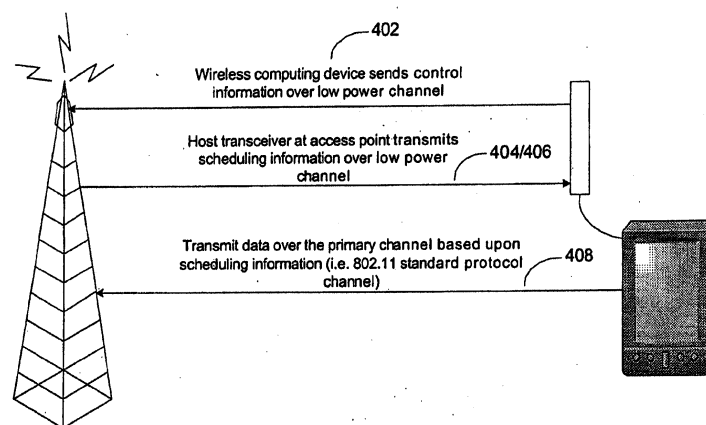 402
Wireless computing device sends control
information over low power channel
Host transceiver at access point transmits
scheduling information over low power
channel
404/406
Transmit data over the primary channel based upon
scheduling information (i.e. 802.11 standard protocol
channel)
408